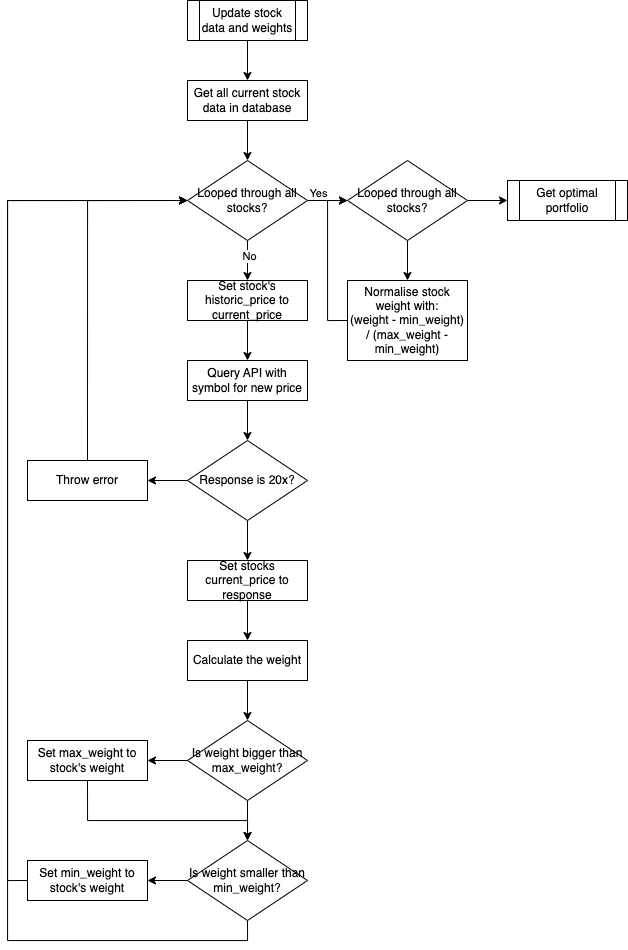 Update stock
data and weights
Get all current stock
data in database
Looped through all
stocks?
Yes
Looped through all
stocks?
Get optimal
portfolio
No
Set stock's
historic_price to
current_price
Normalise stock
weight with:
(weight - min_weight)
/ (max_weight -
min_weight)
Query API with
symbol for new price
Throw error
Response is 20x?
Set stocks
current_price to
response
Calculate the weight
Set max_weight to
stock's weight
Is weight bigger than
max_weight?
Set min_weight to
stock's weight
Is weight smaller than
min_weight?